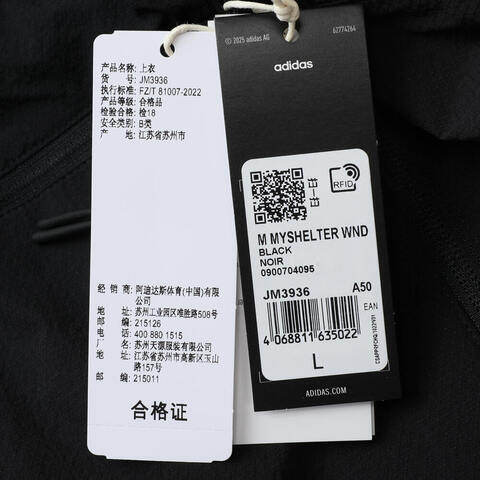 产品名称: 上衣
货 号: JM3936
执行标准: FZ/T 81007-2022
产品等级: 合格品
检验合格: 检18
安全类别: B类
产 地: 江苏省苏州市
经 销 商: 阿迪达斯体育(中国)有限
公司
地 址: 苏州工业园区唯胜路508号
邮 编: 215126
电 话: 400 880 1515
厂 名: 苏州天源服装有限公司
地 址: 江苏省苏州市高新区玉山
路157号
邮 编: 215011
合格证
© 2025 adidas AG
62774264
adidas
RFID
M MYSHELTER WND
BLACK
NOIR
0900704095
JM3936 A50
EAN
4 068811 635022
L
ADIDAS.COM